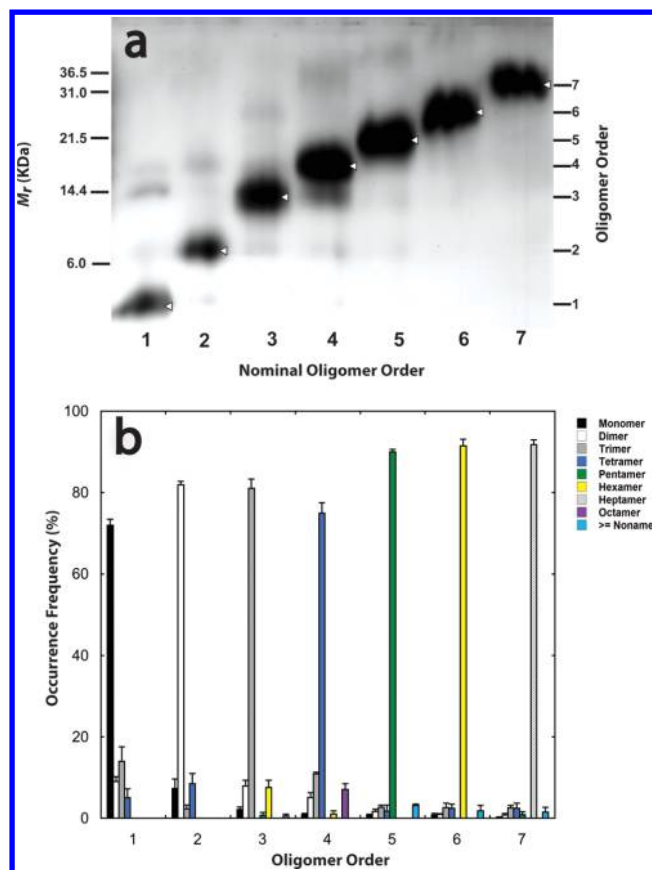 a
36.5
31.0
21.5
14.4
6.0
Mr (KDa)
7
6
5
4
3
2
1
Oligomer Order
1 2 3 4 5 6 7
Nominal Oligomer Order
b
100
80
60
40
20
0
Occurrence Frequency (%)
1 2 3 4 5 6 7
Oligomer Order
Monomer
Dimer
Trimer
Tetramer
Pentamer
Hexamer
Heptamer
Octamer
>= Noname